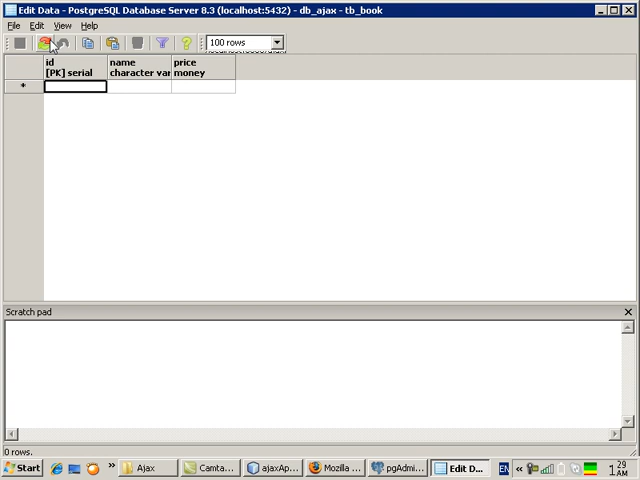 Edit Data - PostgreSQL Database Server 8.3 (localhost:5432) - db_ajax - tb_book
File Edit View Help
100 rows
id name price
[PK] serial character var money
*
Scratch pad
0 rows.
Start Ajax Camta... ajaxAp... Mozilla ... pgAdmi... Edit D... EN 1:29 AM